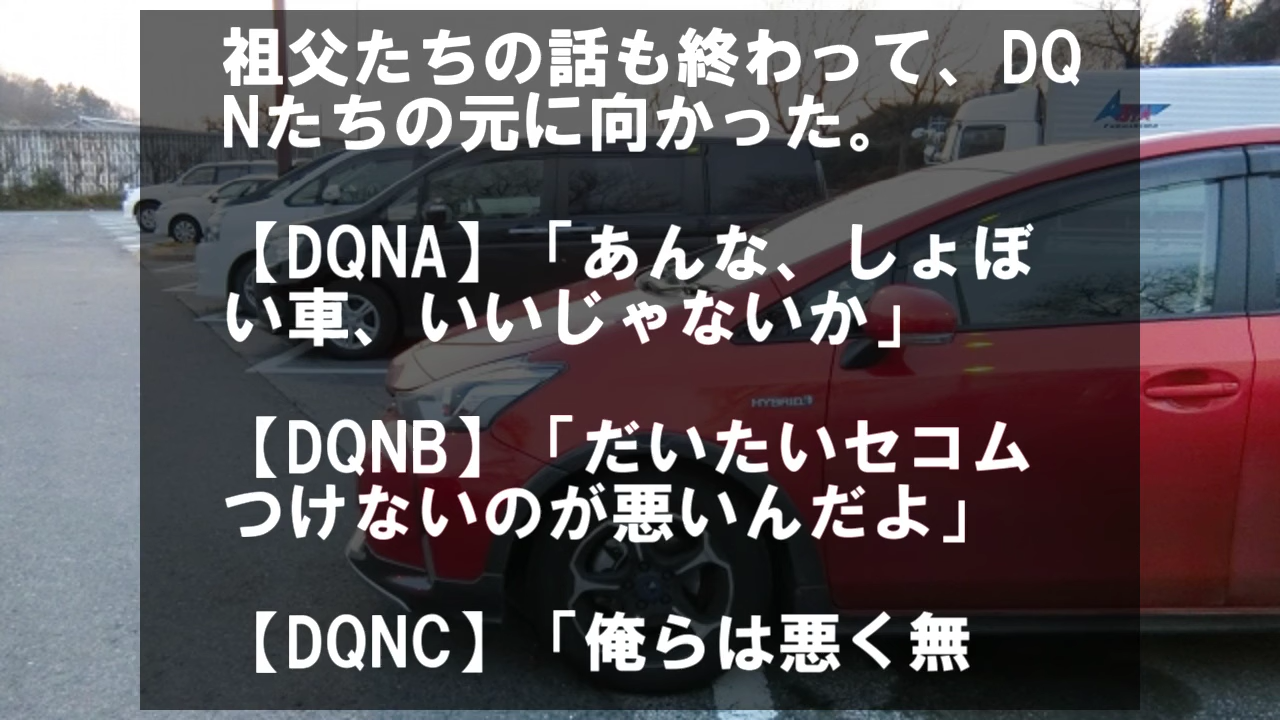 祖父たちの話も終わって、DQ
Nたちの元に向かった。
【DQNA】「あんな、しょぼ
い車、いいじゃないか」
【DQNB】「だいたいセコム
つけないのが悪いんだよ」
【DQNC】「俺らは悪く無
HYBRID